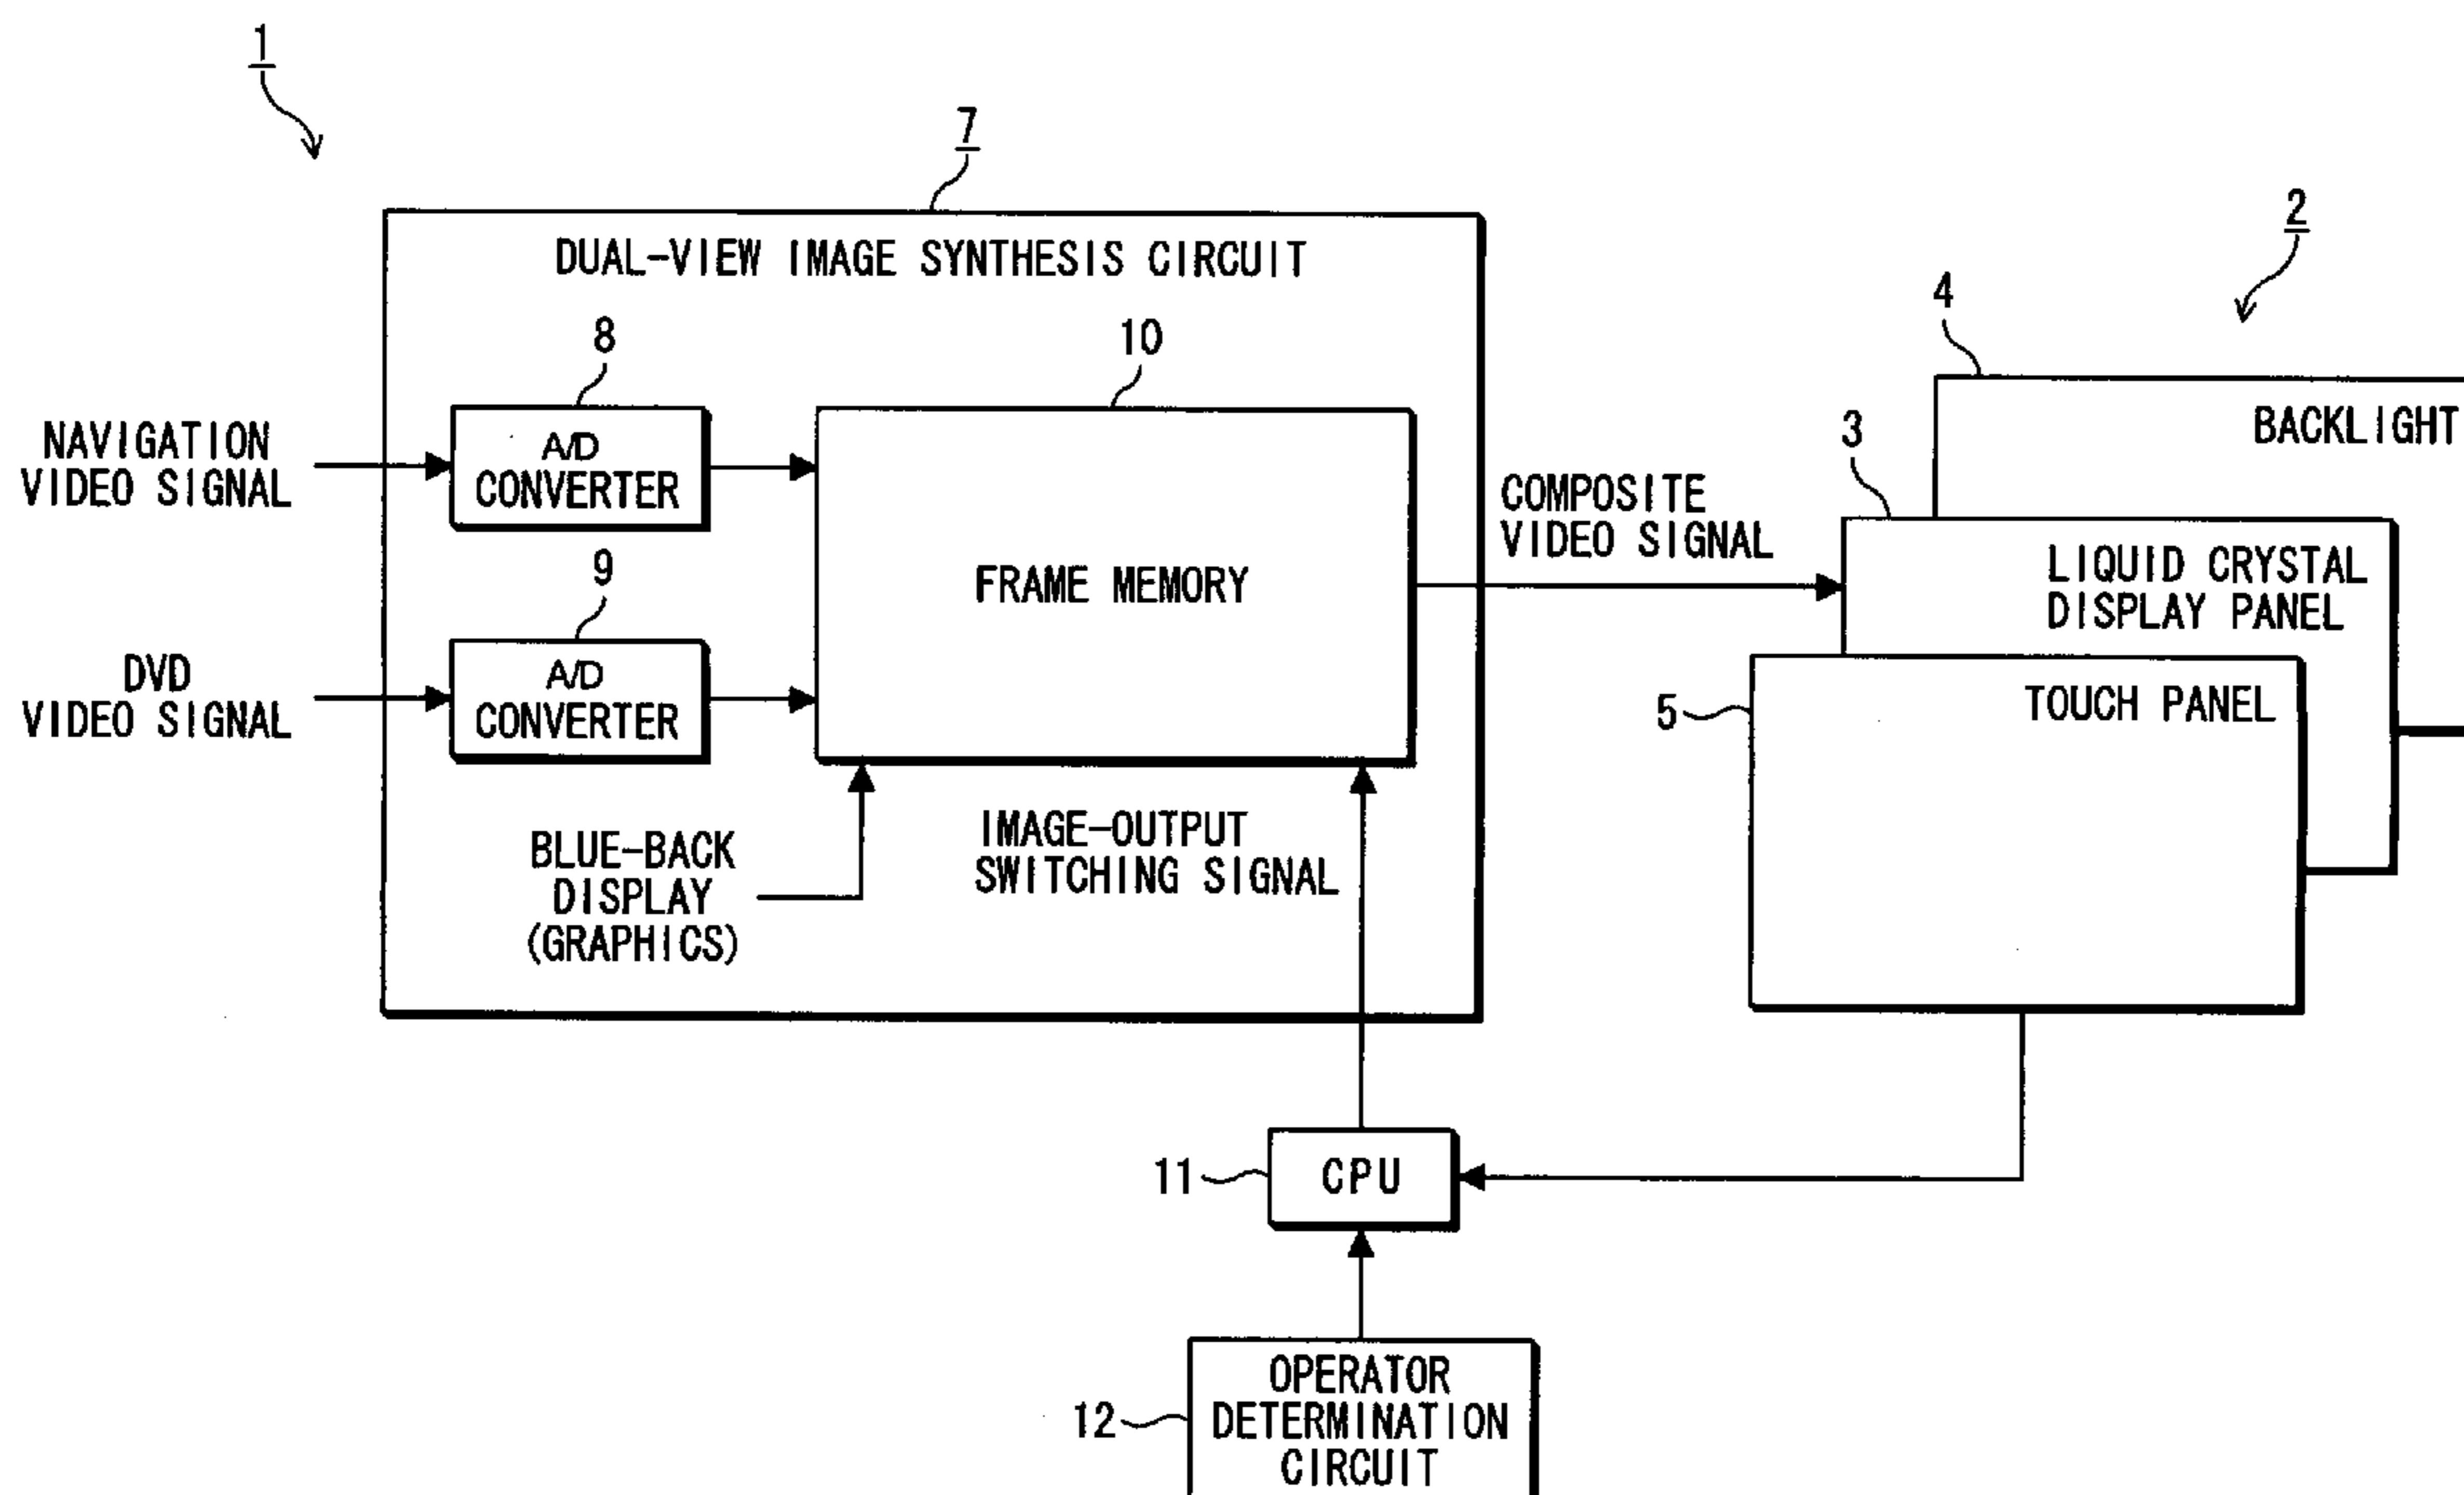 1
7
2
DUAL-VIEW IMAGE SYNTHESIS CIRCUIT
4
8
10
BACKLIGHT
3
NAVIGATION
VIDEO SIGNAL
A/D
CONVERTER
COMPOSITE
VIDEO SIGNAL
9
FRAME MEMORY
LIQUID CRYSTAL
DISPLAY PANEL
DVD
VIDEO SIGNAL
A/D
CONVERTER
5
TOUCH PANEL
BLUE-BACK
DISPLAY
(GRAPHICS)
IMAGE-OUTPUT
SWITCHING SIGNAL
11
CPU
12
OPERATOR
DETERMINATION
CIRCUIT